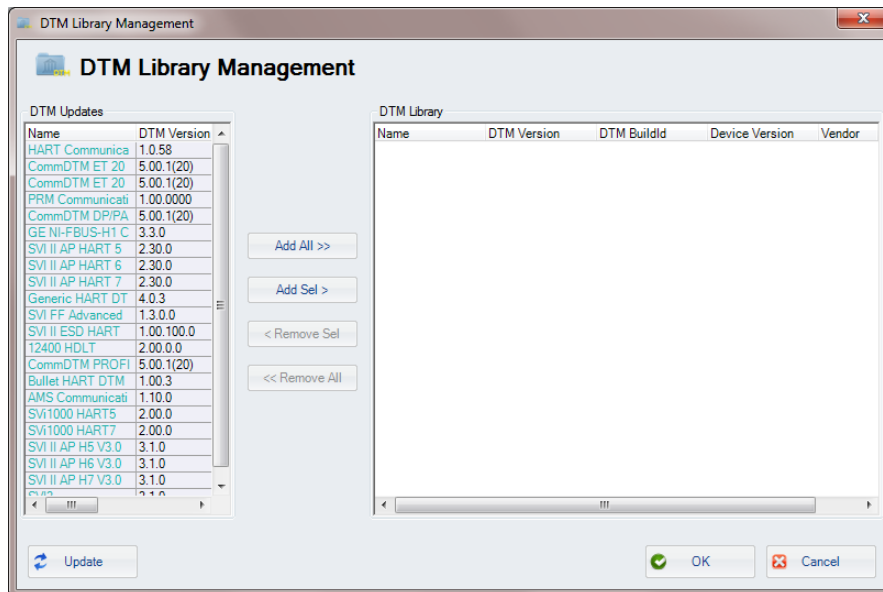 DTM Library Management
DTM Library Management
DTM Updates
Name DTM Version
HART Communica 1.0.58
CommDTM ET 20 5.00.1(20)
CommDTM ET 20 5.00.1(20)
PRM Communicati 1.00.0000
CommDTM DP/PA 5.00.1(20)
GE NI-FBUS-H1 C 3.3.0
SVI II AP HART 5 2.30.0
SVI II AP HART 6 2.30.0
SVI II AP HART 7 2.30.0
Generic HART DT 4.0.3
SVI FF Advanced 1.3.0.0
SVI II ESD HART 1.00.100.0
12400 HDLT 2.00.0.0
CommDTM PROFI 5.00.1(20)
Bullet HART DTM 1.00.3
AMS Communicati 1.10.0
SVi1000 HART5 2.00.0
SVi1000 HART7 2.00.0
SVI II AP H5 V3.0 3.1.0
SVI II AP H6 V3.0 3.1.0
SVI II AP H7 V3.0 3.1.0
Add All >>
Add Sel >
< Remove Sel
<< Remove All
DTM Library
Name DTM Version DTM BuildId Device Version Vendor
Update
OK
Cancel